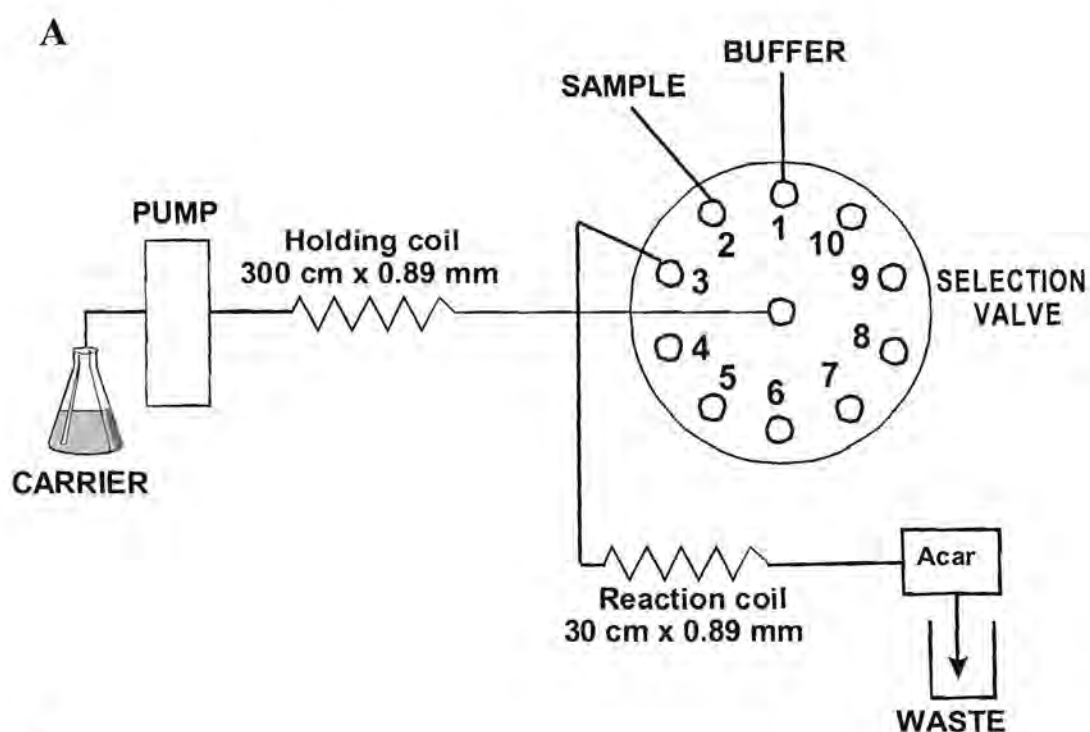 A
BUFFER
SAMPLE
PUMP
Holding coil
300 cm x 0.89 mm
1
2
10
3
9
SELECTION
VALVE
4
8
5
6
7
CARRIER
Acar
Reaction coil
30 cm x 0.89 mm
WASTE